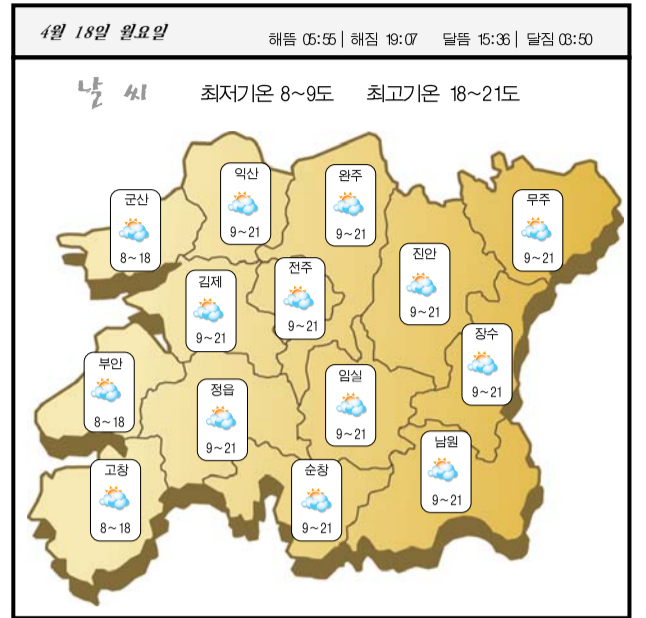 4월 18일 월요일
해뜸 05:55| 해짐 19:07 달뜸 15:36| 달짐 03:50
날 씨 최저기온 8~9도 최고기온 18~21도
익산
9~21
완주
9~21
군산
8~18
무주
9~21
진안
9~21
전주
9~21
김제
9~21
장수
9~21
부안
8~18
임실
9~21
정읍
9~21
남원
9~21
고창
8~18
순창
9~21